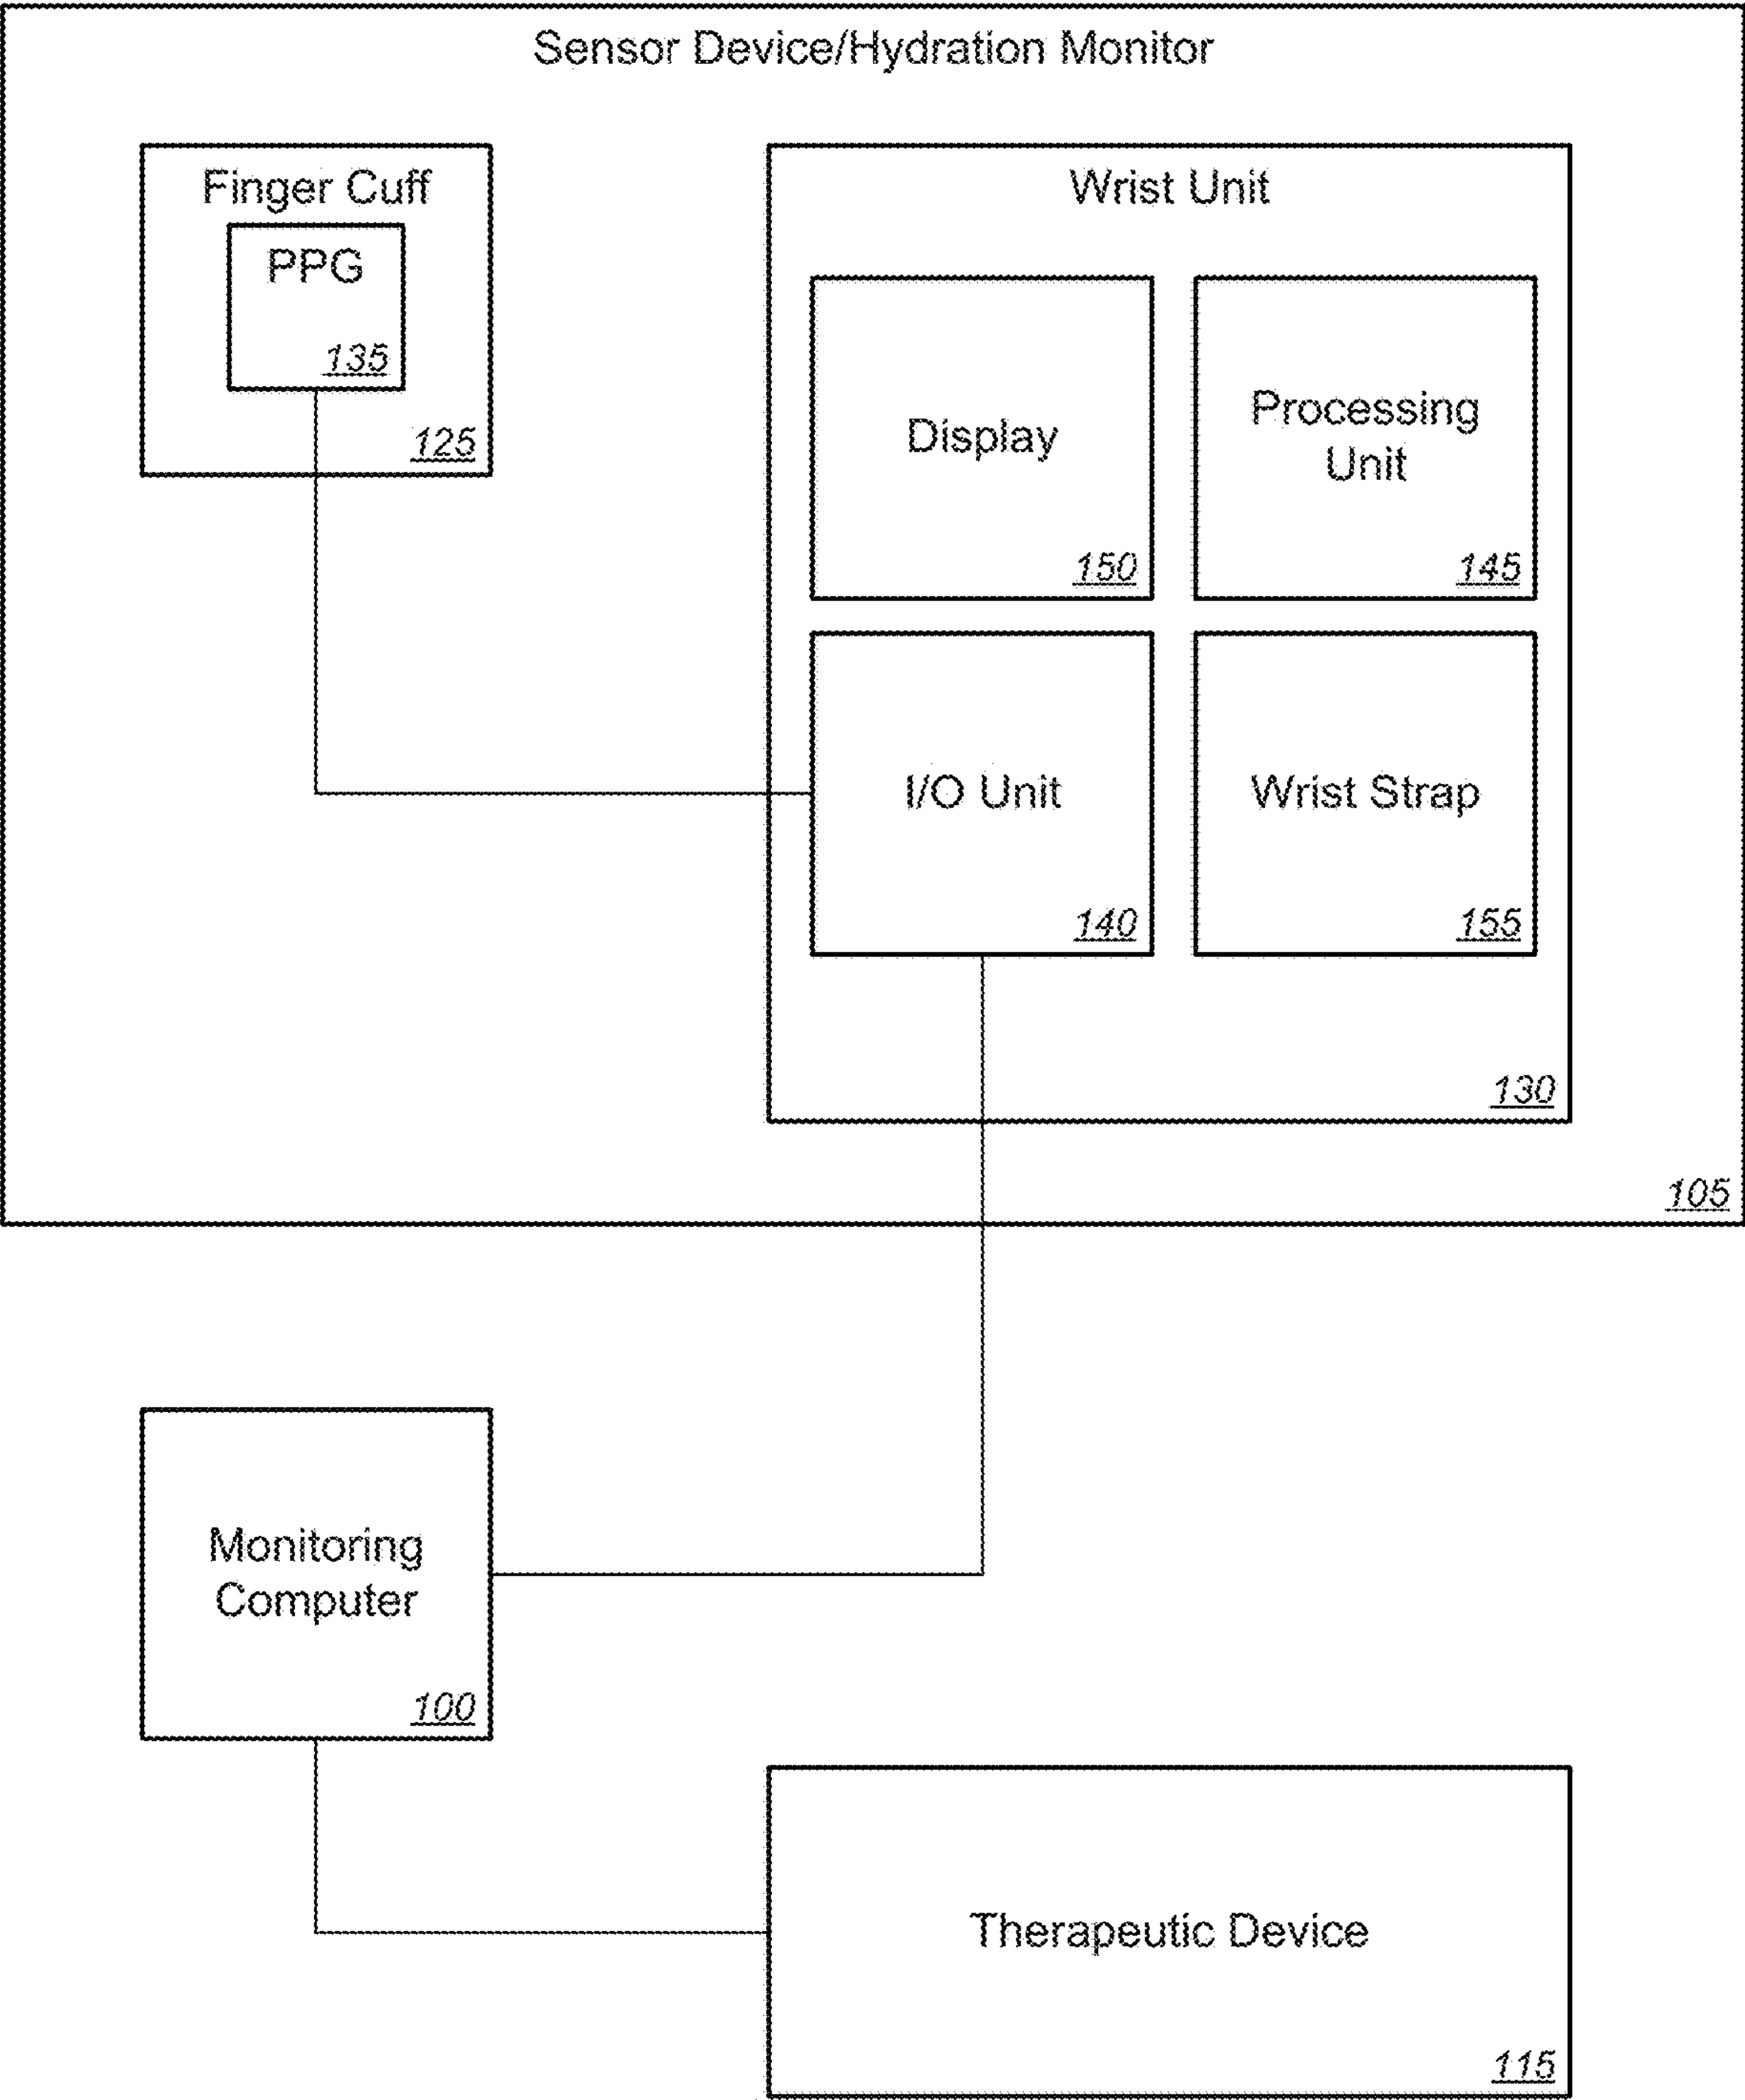 Sensor Device/Hydration Monitor
Finger Cuff
PPG
135
125
Wrist Unit
Display
150
Processing
Unit
145
I/O Unit
140
Wrist Strap
155
130
105
Monitoring
Computer
100
Therapeutic Device
115